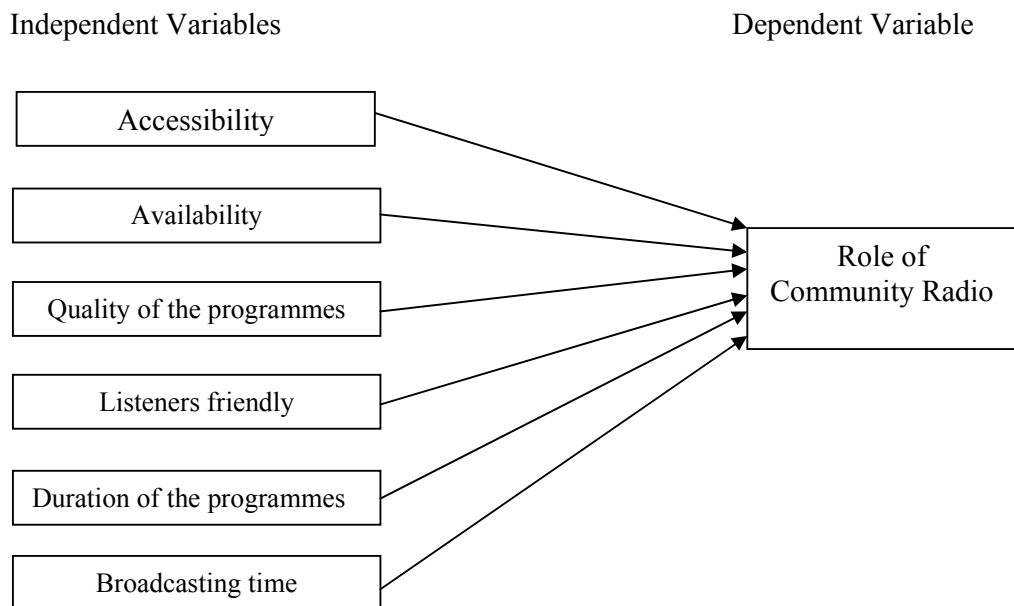 Independent Variables
Dependent Variable
Accessibility
Availability
Quality of the programmes
Listeners friendly
Duration of the programmes
Broadcasting time
Role of
Community Radio